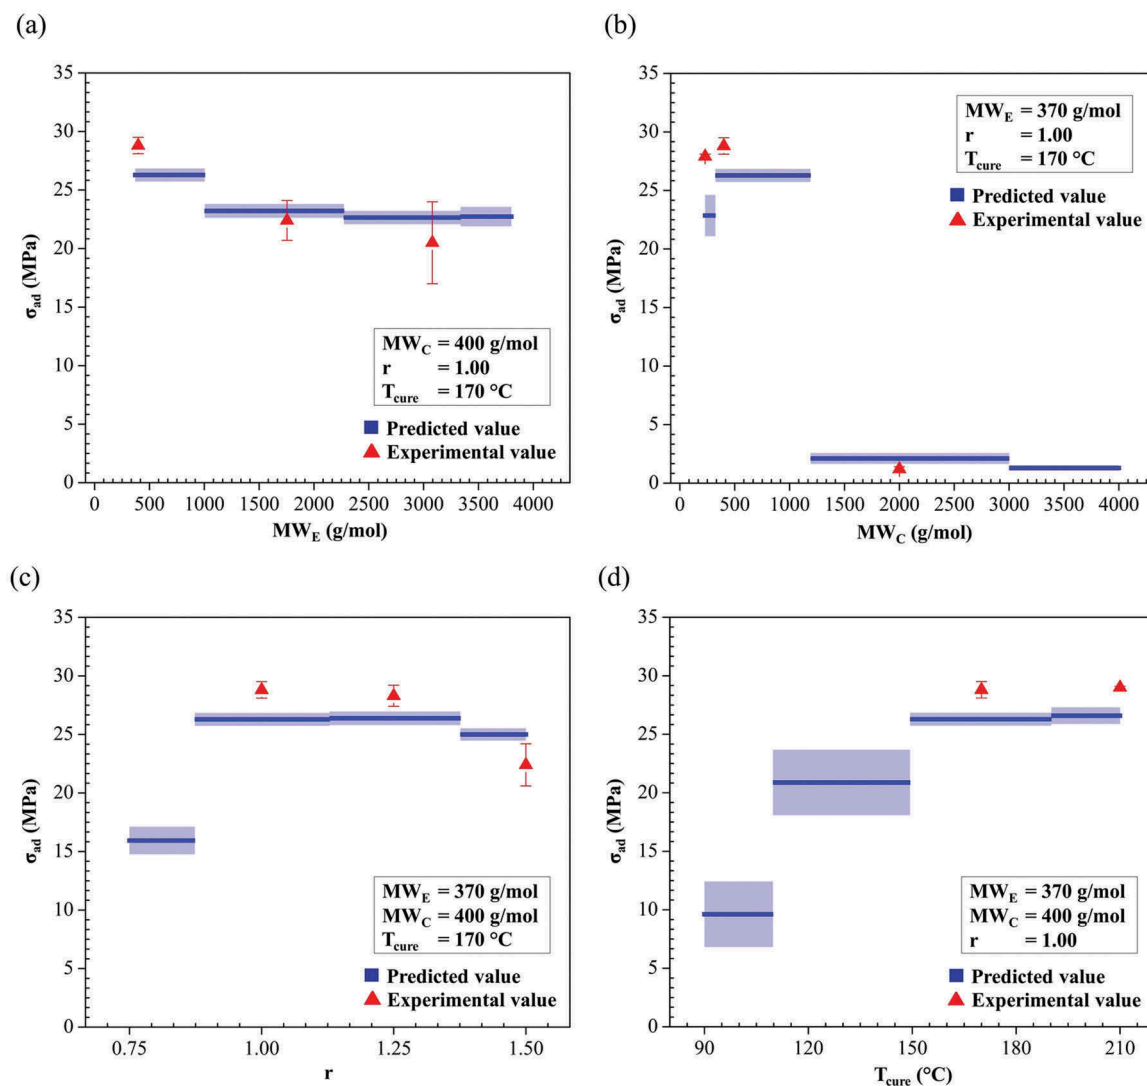 (a)
35
30
25
20
15
10
5
0
σad (MPa)
MWC = 400 g/mol
r = 1.00
Tcure = 170 °C
Predicted value
Experimental value
0 500 1000 1500 2000 2500 3000 3500 4000
MWE (g/mol)
(b)
35
30
25
20
15
10
5
0
σad (MPa)
MWE = 370 g/mol
r = 1.00
Tcure = 170 °C
Predicted value
Experimental value
0 500 1000 1500 2000 2500 3000 3500 4000
MWC (g/mol)
(c)
35
30
25
20
15
10
5
0
σad (MPa)
MWE = 370 g/mol
MWC = 400 g/mol
Tcure = 170 °C
Predicted value
Experimental value
0.75 1.00 1.25 1.50
r
(d)
35
30
25
20
15
10
5
0
σad (MPa)
MWE = 370 g/mol
MWC = 400 g/mol
r = 1.00
Predicted value
Experimental value
90 120 150 180 210
Tcure (°C)